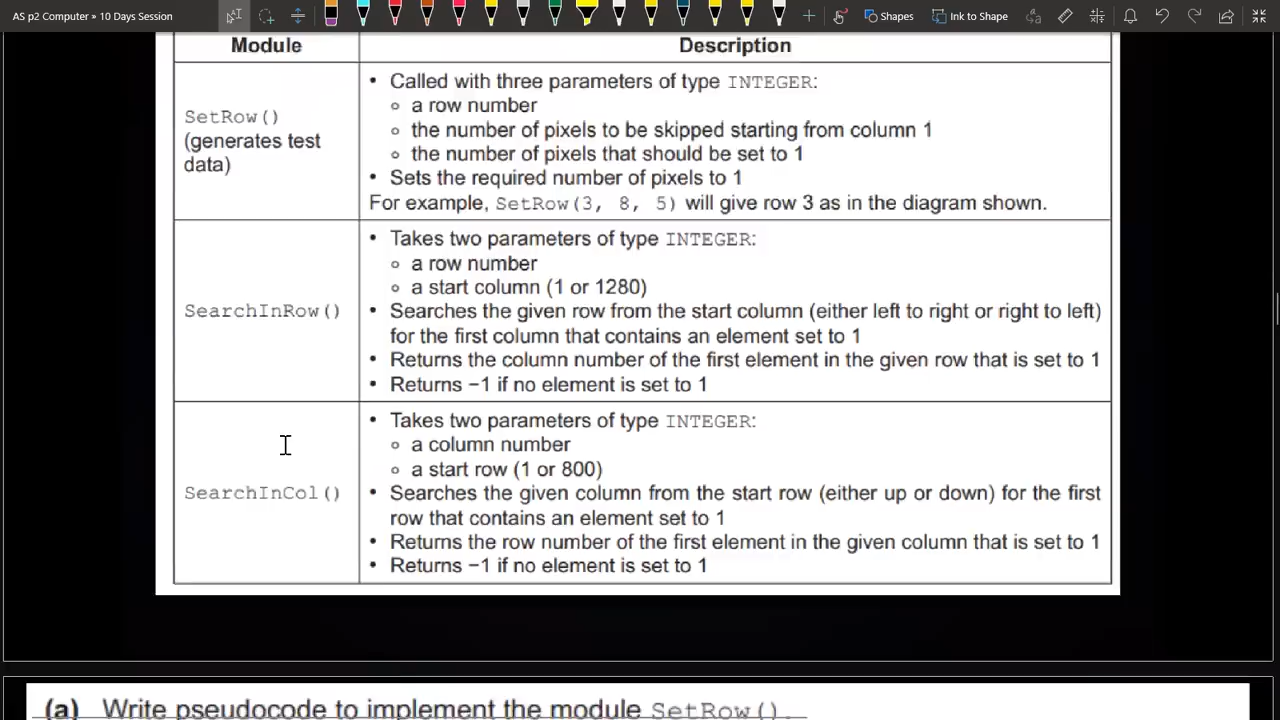 AS p2 Computer » 10 Days Session
Shapes
Ink to Shape
Module
Description
SetRow()
(generates test
data)
• Called with three parameters of type INTEGER:
○ a row number
○ the number of pixels to be skipped starting from column 1
○ the number of pixels that should be set to 1
• Sets the required number of pixels to 1
For example, SetRow(3, 8, 5) will give row 3 as in the diagram shown.
SearchInRow()
• Takes two parameters of type INTEGER:
○ a row number
○ a start column (1 or 1280)
• Searches the given row from the start column (either left to right or right to left)
for the first column that contains an element set to 1
• Returns the column number of the first element in the given row that is set to 1
• Returns −1 if no element is set to 1
SearchInCol()
• Takes two parameters of type INTEGER:
○ a column number
○ a start row (1 or 800)
• Searches the given column from the start row (either up or down) for the first
row that contains an element set to 1
• Returns the row number of the first element in the given column that is set to 1
• Returns −1 if no element is set to 1
(a) Write pseudocode to implement the module SetRow().